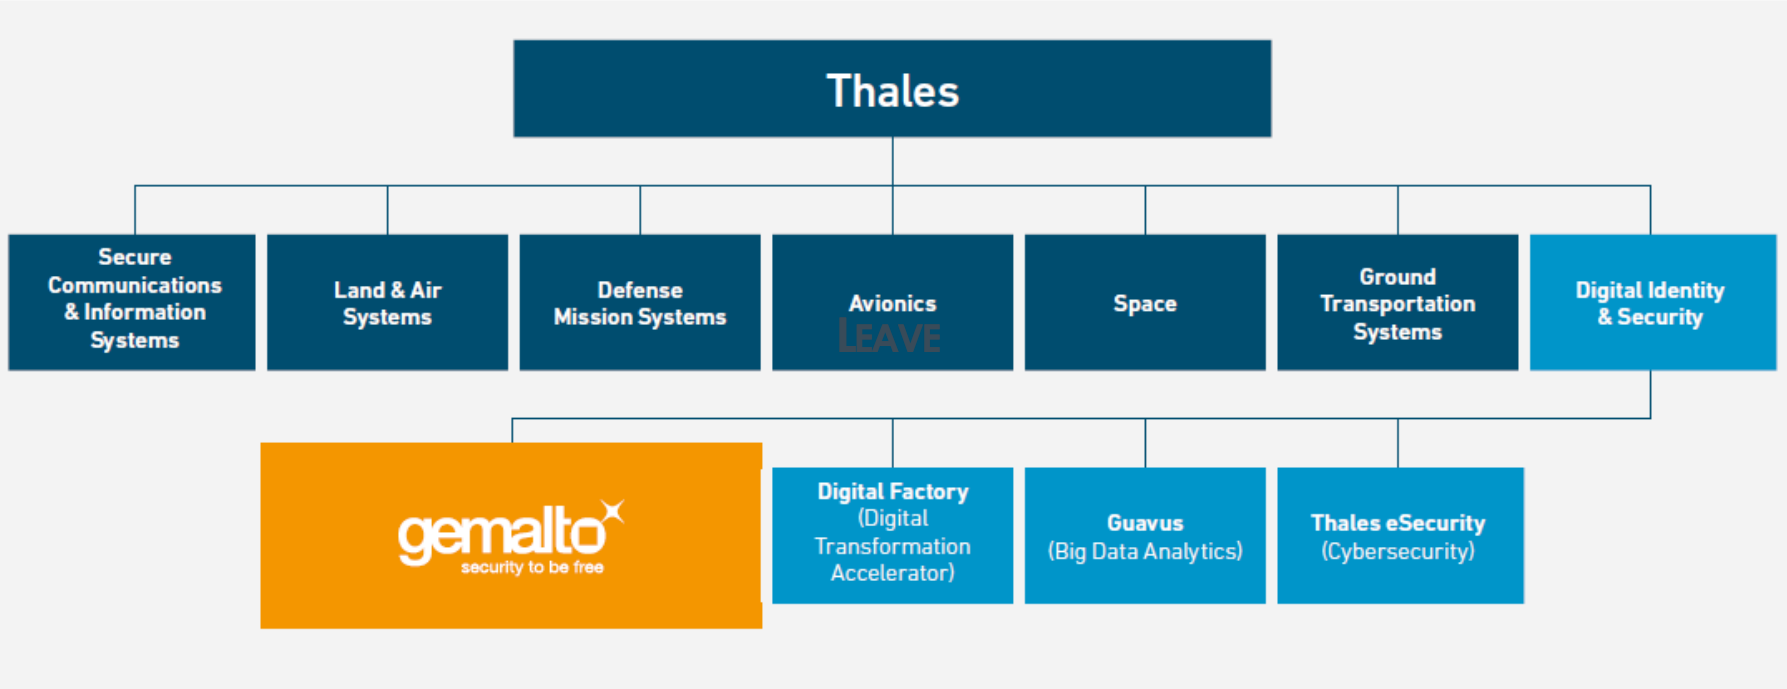 Thales
Secure
Communications
& Information
Systems
Land & Air
Systems
Defense
Mission Systems
Avionics
LEAVE
Space
Ground
Transportation
Systems
Digital Identity
& Security
gemalto
security to be free
Digital Factory
(Digital
Transformation
Accelerator)
Guavus
(Big Data Analytics)
Thales eSecurity
(Cybersecurity)